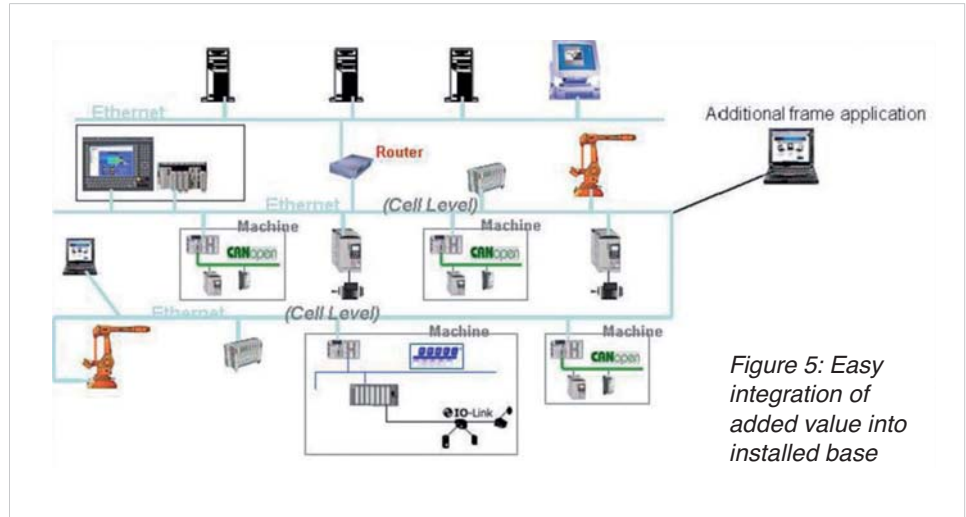 Ethernet
Additional frame application
Router
Ethernet (Cell Level)
Machine
CANopen
Machine
CANopen
Ethernet (Cell Level)
Machine
Machine
CANopen
IO-Link
Figure 5: Easy
integration of
added value into
installed base